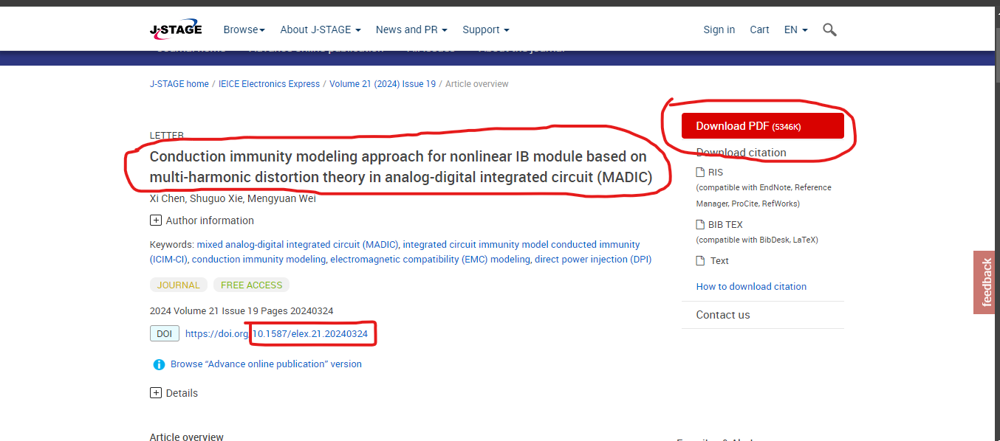 J-STAGE
Browse
About J-STAGE
News and PR
Support
Sign in
Cart
EN
J-STAGE home / IEICE Electronics Express / Volume 21 (2024) Issue 19 / Article overview
LETTER
Conduction immunity modeling approach for nonlinear IB module based on
multi-harmonic distortion theory in analog-digital integrated circuit (MADIC)
Xi Chen, Shuguo Xie, Mengyuan Wei
Author information
Keywords: mixed analog-digital integrated circuit (MADIC), integrated circuit immunity model conducted immunity
(ICIM-CI), conduction immunity modeling, electromagnetic compatibility (EMC) modeling, direct power injection (DPI)
JOURNAL
FREE ACCESS
2024 Volume 21 Issue 19 Pages 20240324
DOI
https://doi.org/10.1587/elex.21.20240324
Browse “Advance online publication” version
Details
Article overview
Download PDF (5346K)
Download citation
RIS
(compatible with EndNote, Reference
Manager, ProCite, RefWorks)
BIB TEX
(compatible with BibDesk, LaTeX)
Text
How to download citation
Contact us
feedback